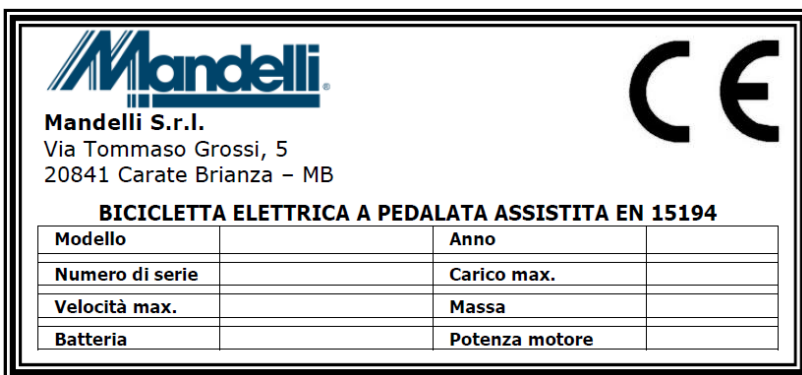 Mandelli
CE
Mandelli S.r.l.
Via Tommaso Grossi, 5
20841 Carate Brianza – MB
BICICLETTA ELETTRICA A PEDALATA ASSISTITA EN 15194
Modello Anno
Numero di serie Carico max.
Velocità max. Massa
Batteria Potenza motore